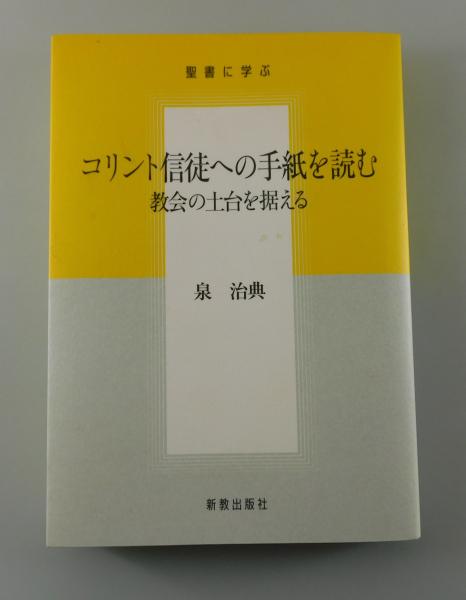 聖書に学ぶ
コリント信徒への手紙を読む
教会の土台を据える
泉 治典
新教出版社